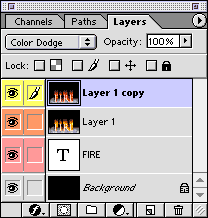 Channels Paths Layers
Color Dodge Opacity: 100%
Lock:
Layer 1 copy
Layer 1
T FIRE
Background